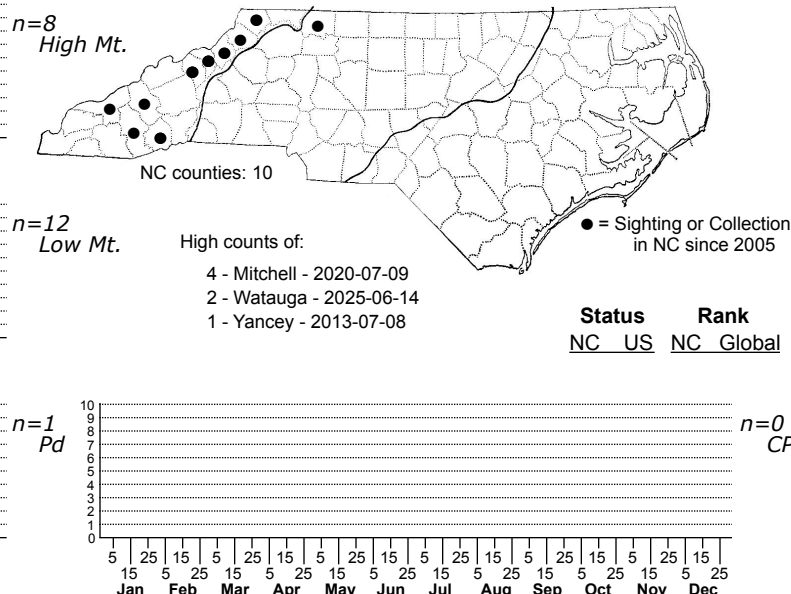 n=8
High Mt.
NC counties: 10
n=12
Low Mt.
High counts of:
4 - Mitchell - 2020-07-09
2 - Watauga - 2025-06-14
1 - Yancey - 2013-07-08
● = Sighting or Collection
in NC since 2005
Status Rank
NC US NC Global
n=1
Pd
10
9
8
7
6
5
4
3
2
1
0
n=0
CP
5 25 15 5 25 15 5 25 15 5 25 15 5 25 15 5 25 15
15 5 25 15 5 25 15 5 25 15 5 25 15 5 25 15 5 25
Jan Feb Mar Apr May Jun Jul Aug Sep Oct Nov Dec